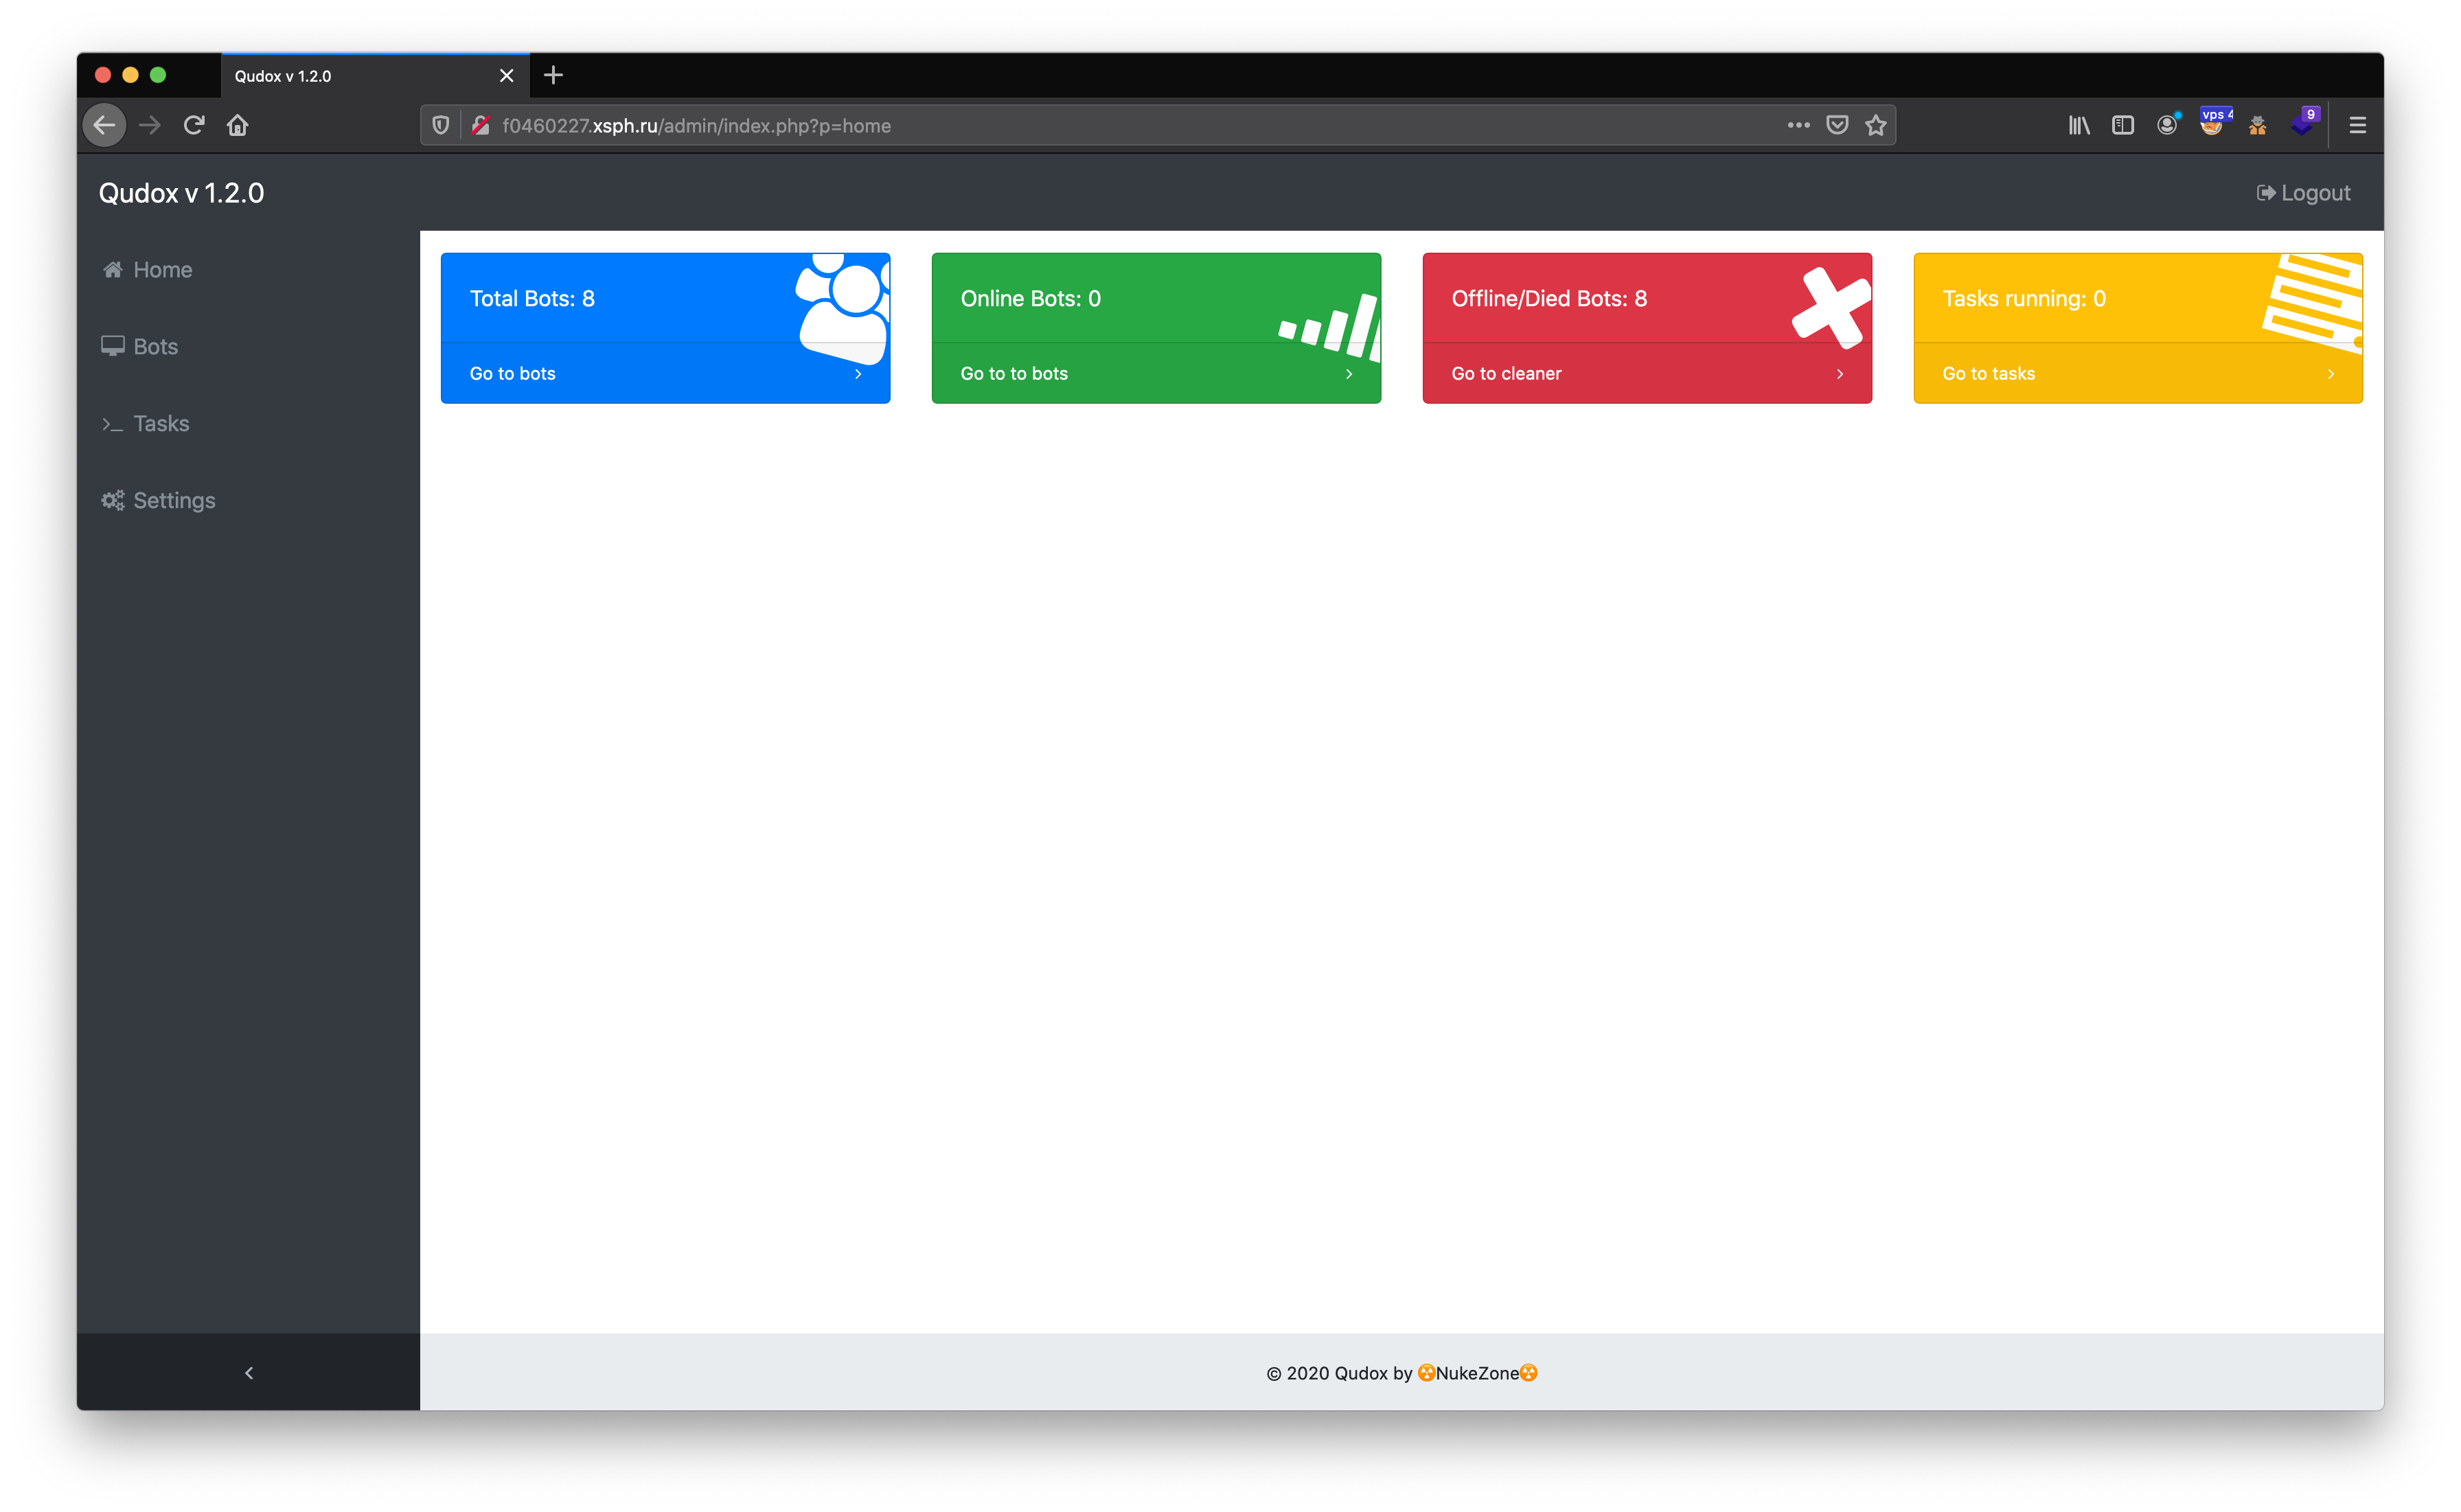 Qudox v 1.2.0
f0460227.xsph.ru/admin/index.php?p=home
vps 4
9
Qudox v 1.2.0
Logout
Home
Bots
Tasks
Settings
Total Bots: 8
Go to bots
Online Bots: 0
Go to to bots
Offline/Died Bots: 8
Go to cleaner
Tasks running: 0
Go to tasks
© 2020 Qudox by ☢NukeZone☢